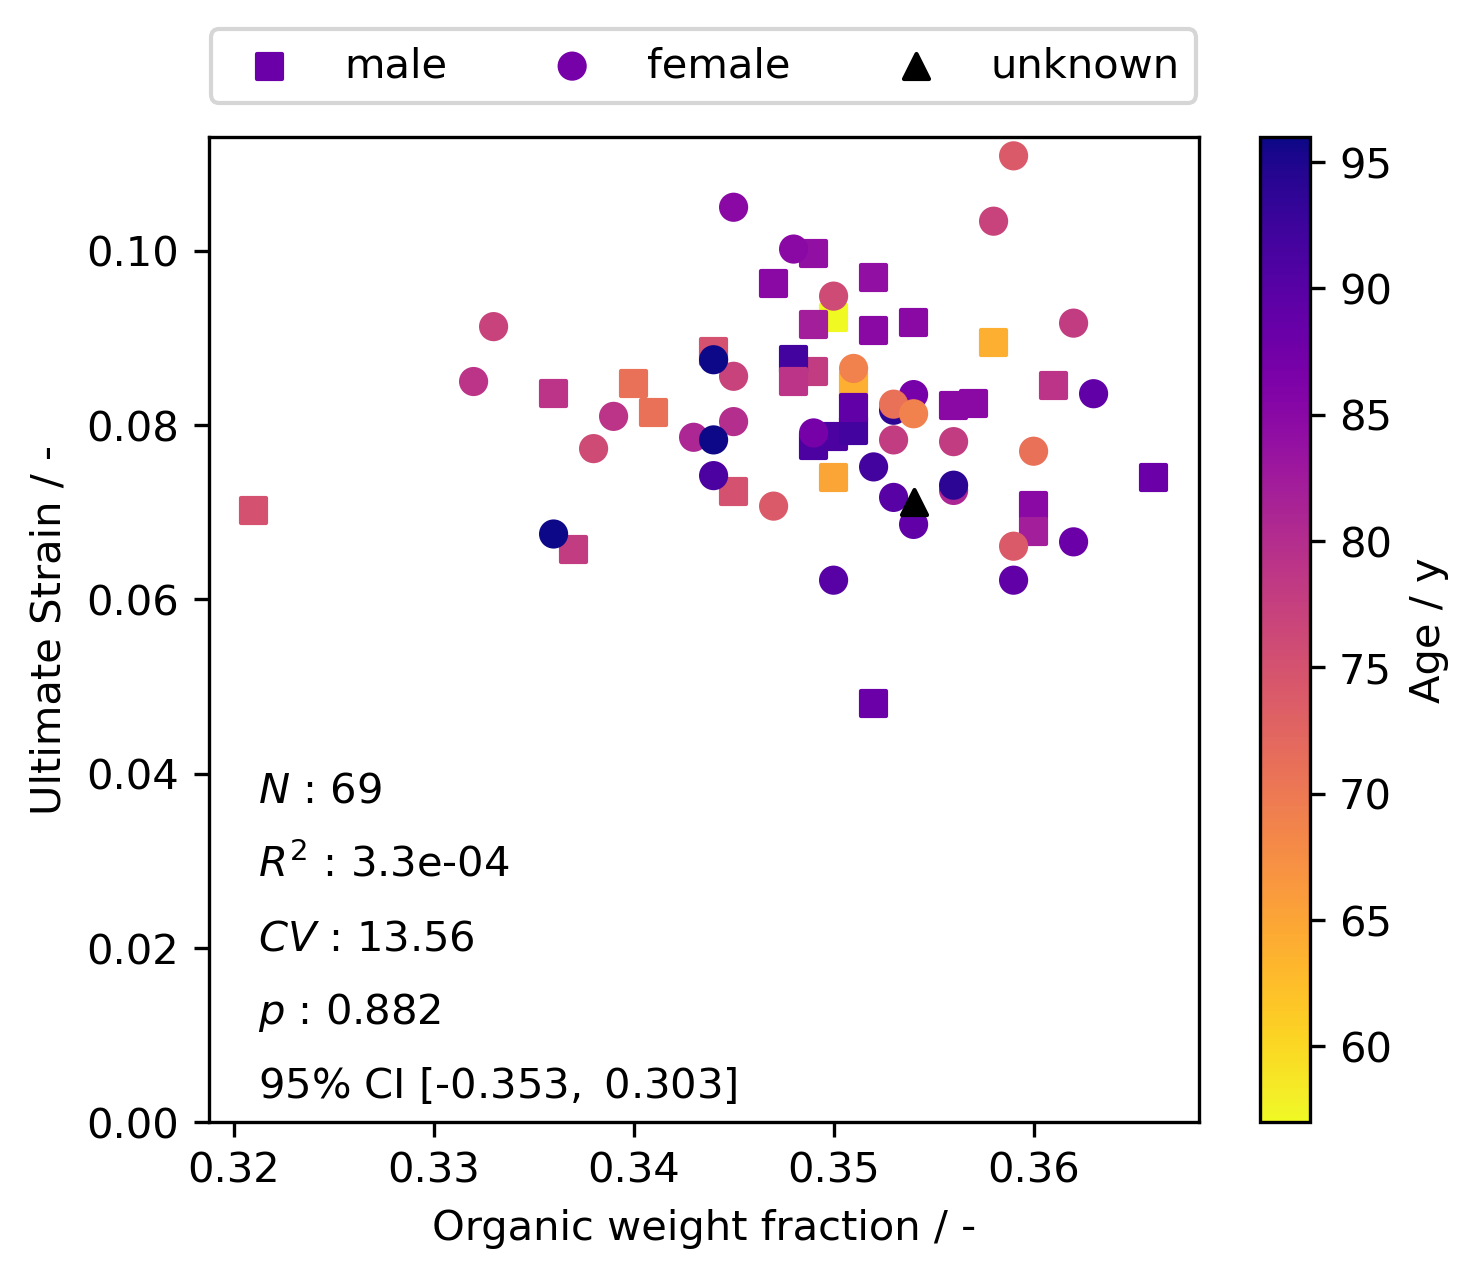 male female unknown
0.10
0.08
0.06
0.04
0.02
0.00
Ultimate Strain / -
N : 69
R² : 3.3e-04
CV : 13.56
p : 0.882
95% CI [-0.353, 0.303]
0.32 0.33 0.34 0.35 0.36
Organic weight fraction / -
95
90
85
80
75
70
65
60
Age / y